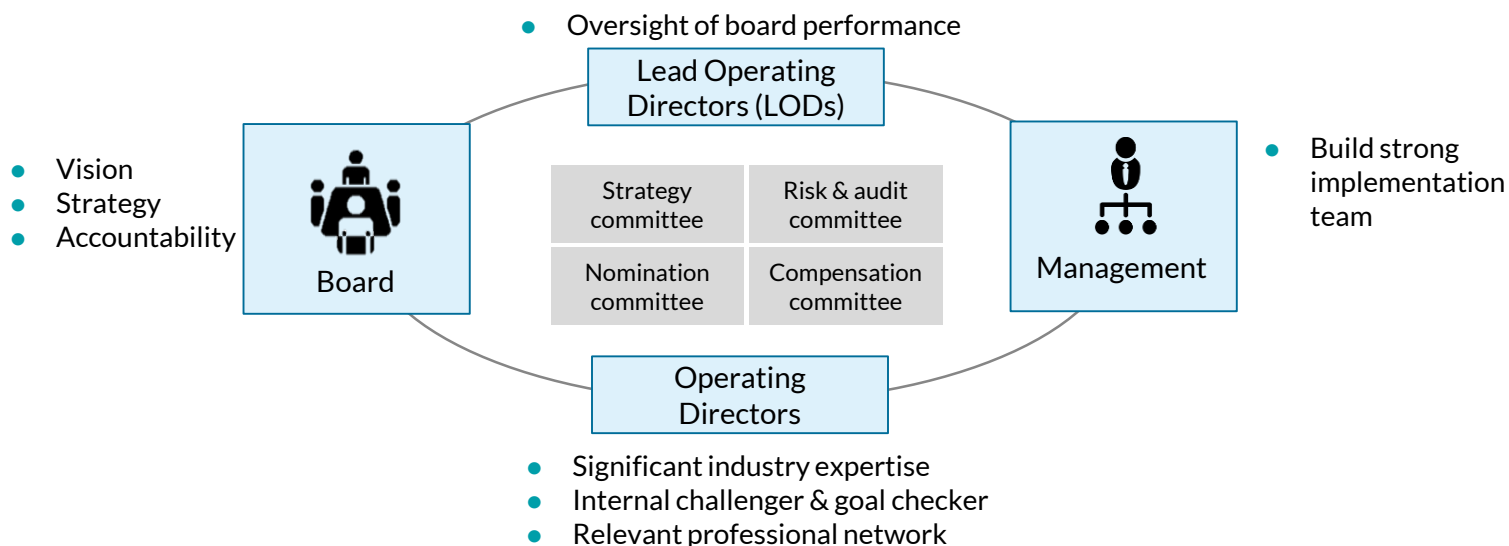 ● Oversight of board performance
Lead Operating
Directors (LODs)
● Vision
● Strategy
● Accountability
Board
Strategy
committee
Risk & audit
committee
Nomination
committee
Compensation
committee
Management
● Build strong
implementation
team
Operating
Directors
● Significant industry expertise
● Internal challenger & goal checker
● Relevant professional network